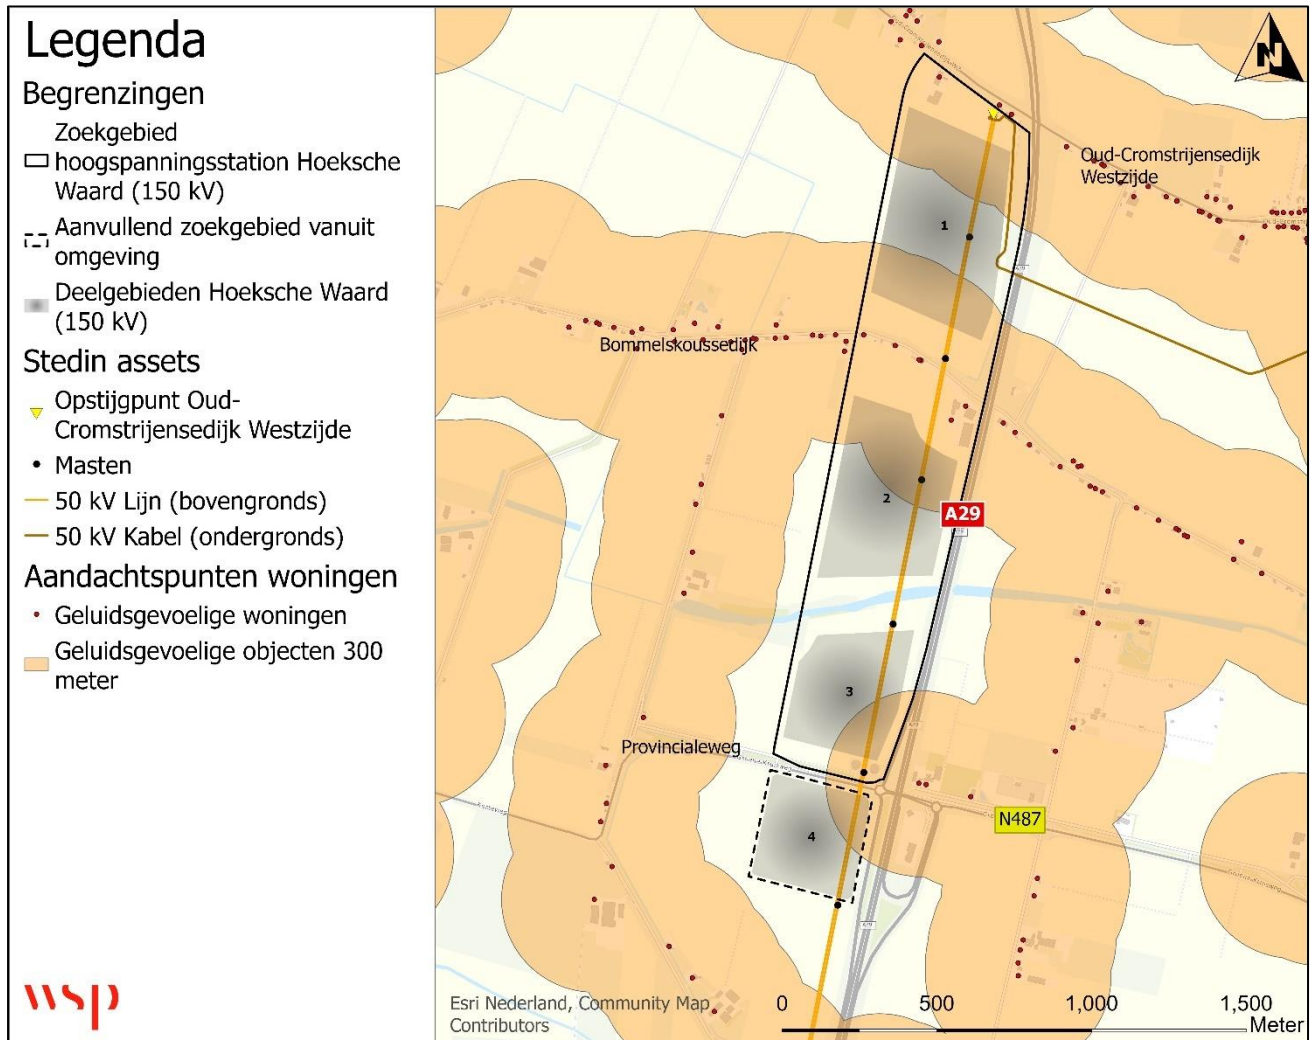 Legenda
Begrenzingen
Zoekgebied
hoogspanningsstation Hoeksche
Waard (150 kV)
Aanvullend zoekgebied vanuit
omgeving
Deelgebieden Hoeksche Waard
(150 kV)
Stedin assets
Opstijgpunt Oud-
Cromstrijensedijk Westzijde
Masten
50 kV Lijn (bovengronds)
50 kV Kabel (ondergronds)
Aandachtspunten woningen
Geluidsgevoelige woningen
Geluidsgevoelige objecten 300
meter
wsp
N
Oud-Cromstrijensedijk
Westzijde
1
Bommelskoussedijk
2
A29
3
Provincialeweg
4
N487
Esri Nederland, Community Map
Contributors
0 500 1,000 1,500
Meter